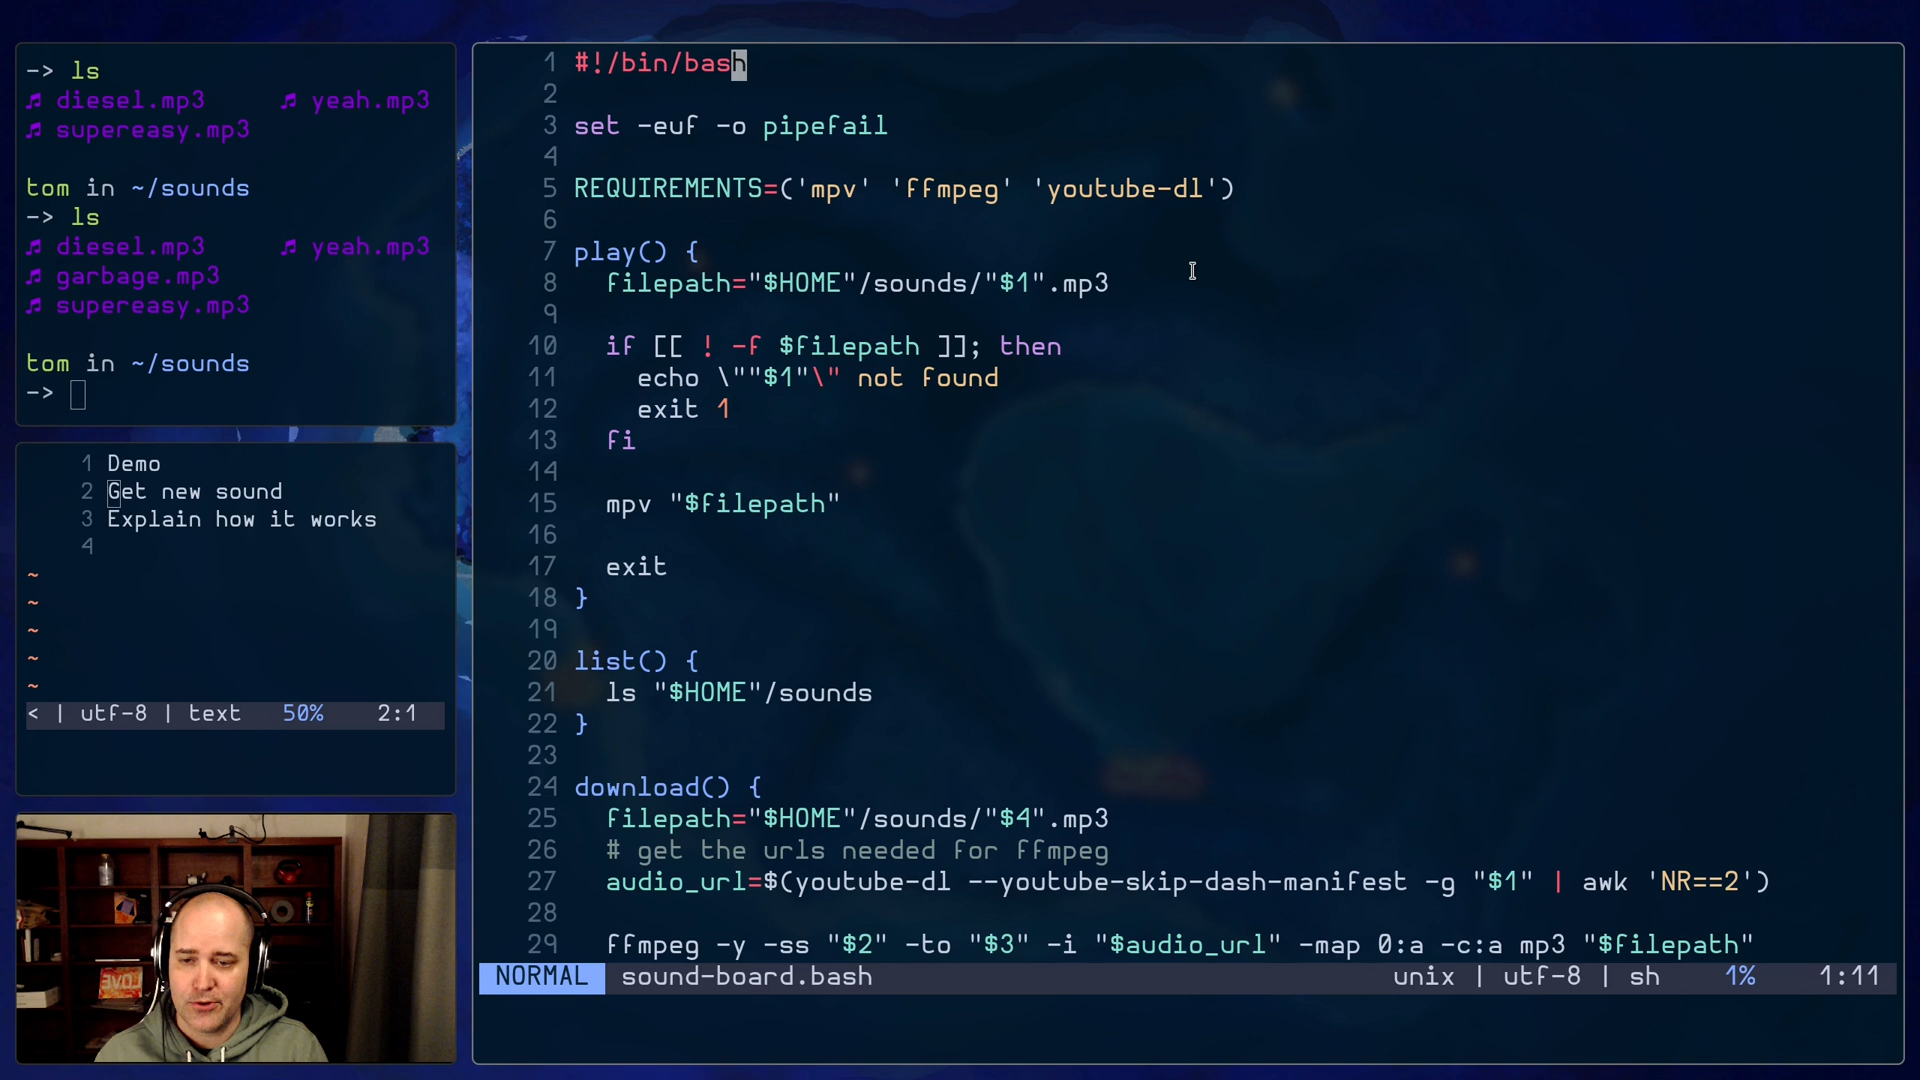 -> ls
diesel.mp3 yeah.mp3
supereasy.mp3
tom in ~/sounds
-> ls
diesel.mp3 yeah.mp3
garbage.mp3
supereasy.mp3
tom in ~/sounds
->
1 Demo
2 Get new sound
3 Explain how it works
4
~
~
~
~
~
< | utf-8 | text 50% 2:1
LOVE
1 #!/bin/bash
2
3 set -euf -o pipefail
4
5 REQUIREMENTS=('mpv' 'ffmpeg' 'youtube-dl')
6
7 play() {
8 filepath="$HOME"/sounds/"$1".mp3
9
10 if [[ ! -f $filepath ]]; then
11 echo \""$1"\" not found
12 exit 1
13 fi
14
15 mpv "$filepath"
16
17 exit
18 }
19
20 list() {
21 ls "$HOME"/sounds
22 }
23
24 download() {
25 filepath="$HOME"/sounds/"$4".mp3
26 # get the urls needed for ffmpeg
27 audio_url=$(youtube-dl --youtube-skip-dash-manifest -g "$1" | awk 'NR==2')
28
29 ffmpeg -y -ss "$2" -to "$3" -i "$audio_url" -map 0:a -c:a mp3 "$filepath"
NORMAL sound-board.bash unix | utf-8 | sh 1% 1:11